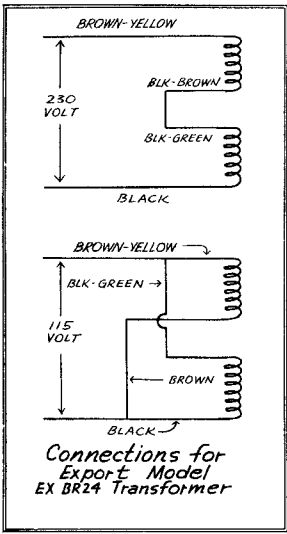 BROWN-YELLOW
BLK-BROWN
230
VOLT
BLK-GREEN
BLACK
BROWN-YELLOW
BLK-GREEN
115
VOLT
BROWN
BLACK
Connections for
Export Model
EX BR24 Transformer